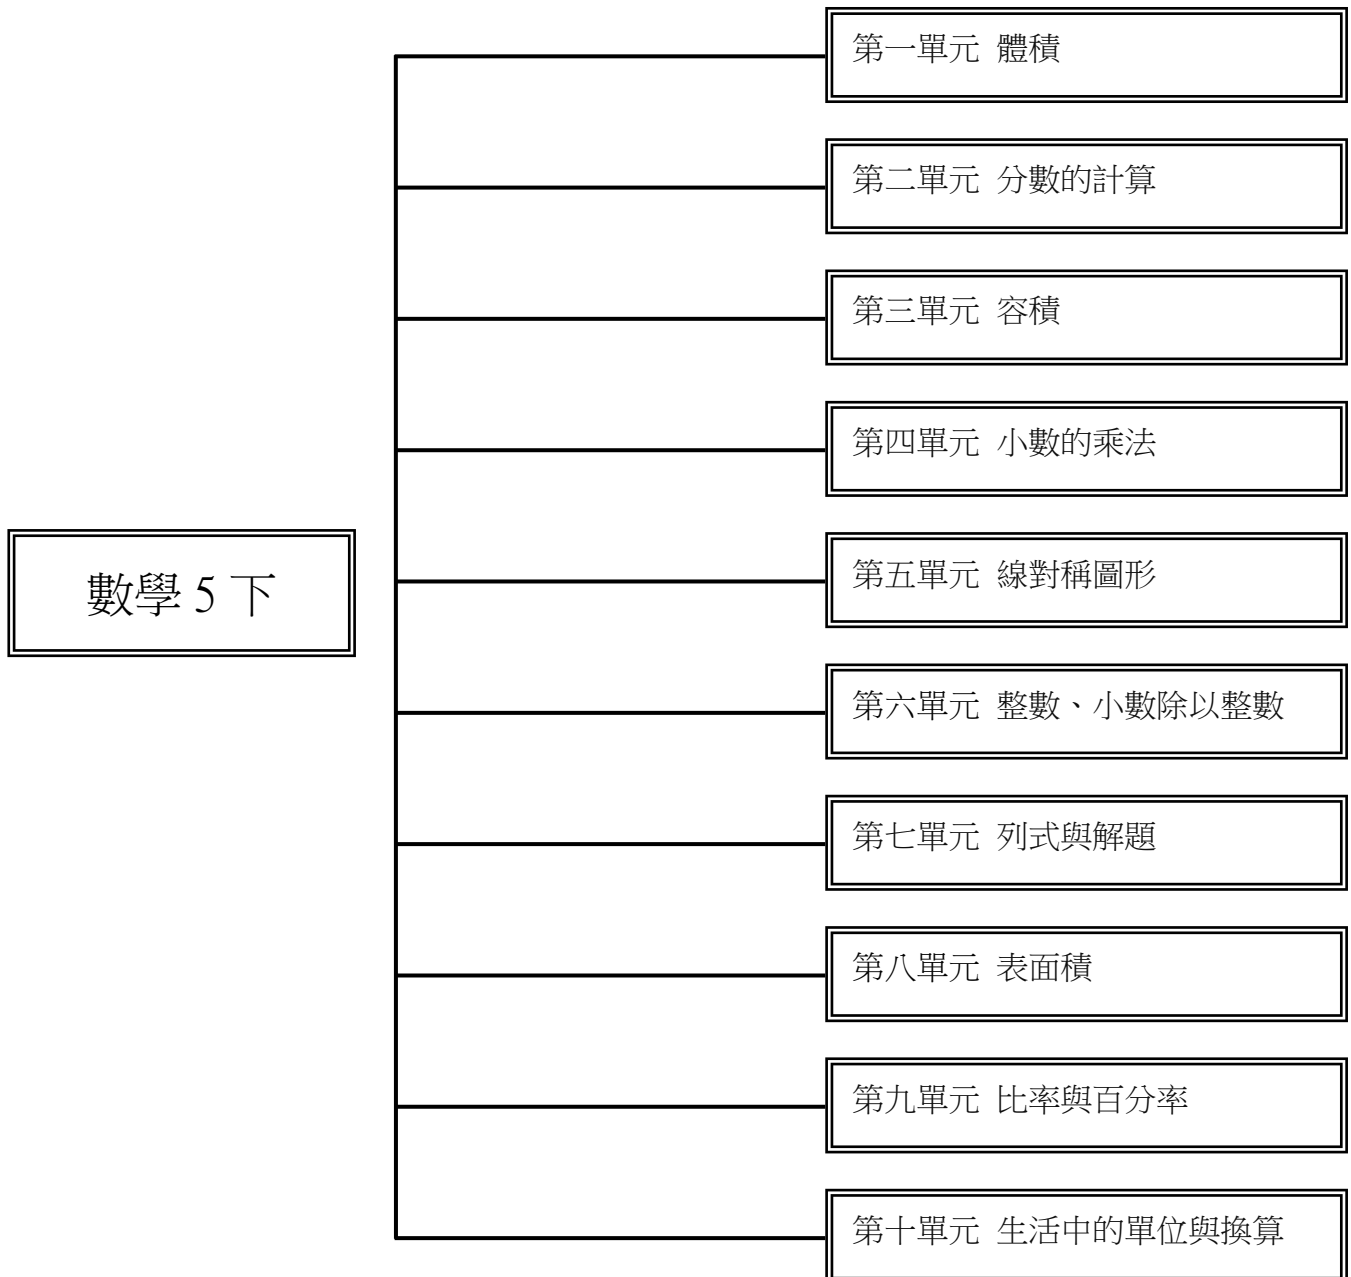 第一單元 體積
第二單元 分數的計算
第三單元 容積
第四單元 小數的乘法
數學 5 下
第五單元 線對稱圖形
第六單元 整數、小數除以整數
第七單元 列式與解題
第八單元 表面積
第九單元 比率與百分率
第十單元 生活中的單位與換算